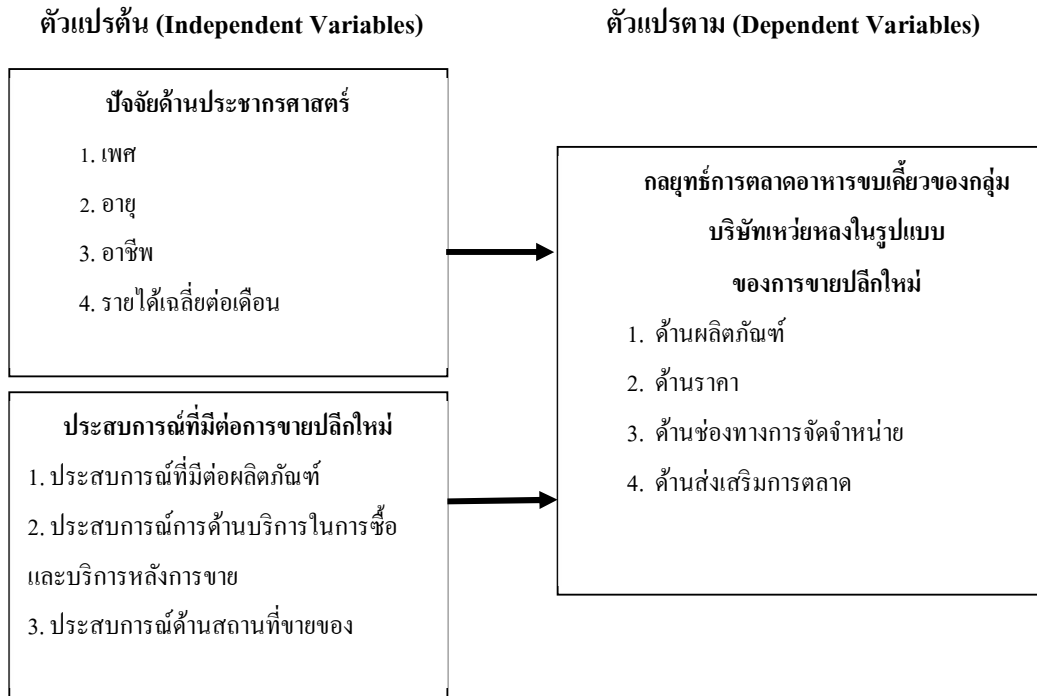 ตัวแปรต้น (Independent Variables)
ปัจจัยด้านประชากรศาสตร์
1. เพศ
2. อายุ
3. อาชีพ
4. รายได้เฉลี่ยต่อเดือน
ประสบการณ์ที่มีต่อการขายปลีกใหม่
1. ประสบการณ์ที่มีต่อผลิตภัณฑ์
2. ประสบการณ์การด้านบริการในการซื้อ
และบริการหลังการขาย
3. ประสบการณ์ด้านสถานที่ขายของ
ตัวแปรตาม (Dependent Variables)
กลยุทธ์การตลาดอาหารขบเคี้ยวของกลุ่ม
บริษัทเหว่ยหลงในรูปแบบ
ของการขายปลีกใหม่
1. ด้านผลิตภัณฑ์
2. ด้านราคา
3. ด้านช่องทางการจัดจำหน่าย
4. ด้านส่งเสริมการตลาด